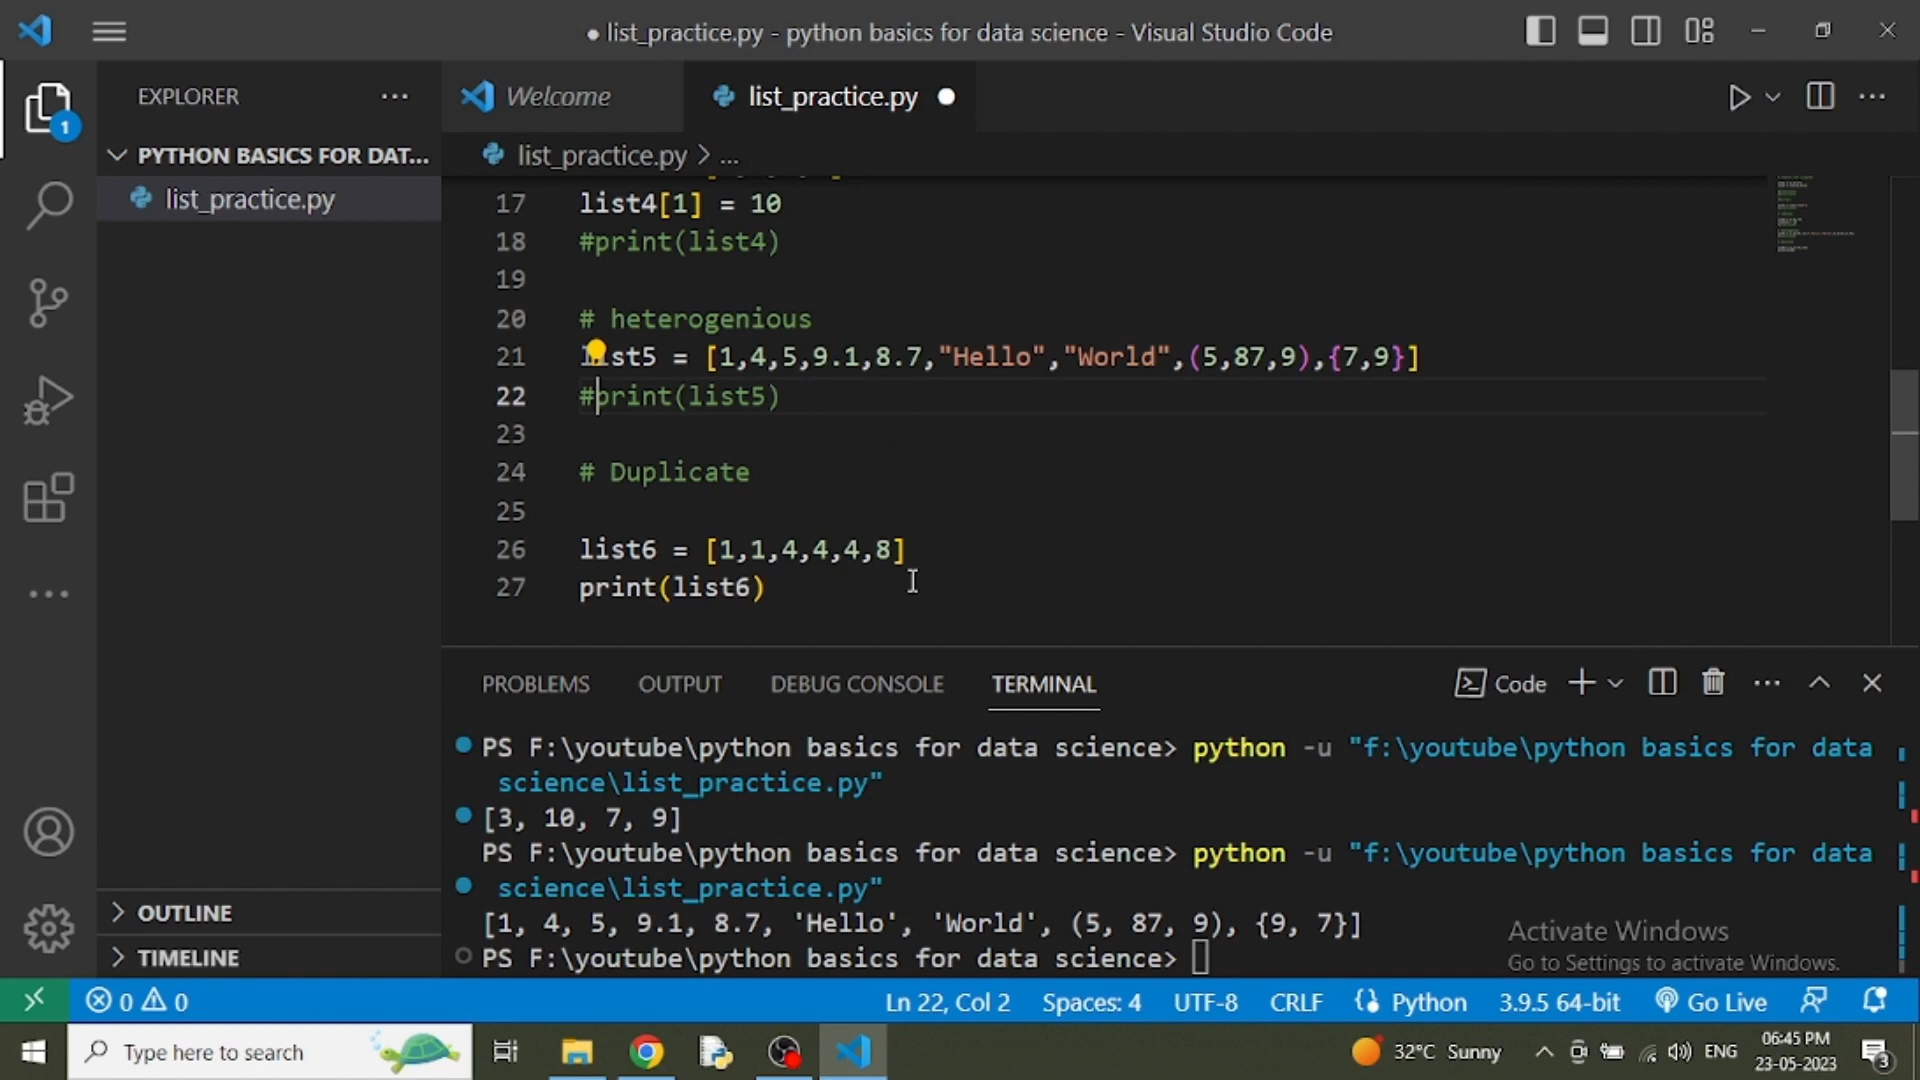 list_practice.py - python basics for data science - Visual Studio Code
EXPLORER
Welcome
list_practice.py
PYTHON BASICS FOR DAT...
list_practice.py
list_practice.py > ...
17 list4[1] = 10
18 #print(list4)
19
20 # heterogenious
21 list5 = [1,4,5,9.1,8.7,"Hello","World",(5,87,9),{7,9}]
22 #print(list5)
23
24 # Duplicate
25
26 list6 = [1,1,4,4,4,8]
27 print(list6)
1
PROBLEMS OUTPUT DEBUG CONSOLE TERMINAL
Code
PS F:\youtube\python basics for data science> python -u "f:\youtube\python basics for data
science\list_practice.py"
[3, 10, 7, 9]
PS F:\youtube\python basics for data science> python -u "f:\youtube\python basics for data
science\list_practice.py"
[1, 4, 5, 9.1, 8.7, 'Hello', 'World', (5, 87, 9), {9, 7}]
PS F:\youtube\python basics for data science>
OUTLINE
TIMELINE
Activate Windows
Go to Settings to activate Windows.
0 0 Ln 22, Col 2 Spaces: 4 UTF-8 CRLF Python 3.9.5 64-bit Go Live
Type here to search
32°C Sunny
ENG
06:45 PM
23-05-2023
3